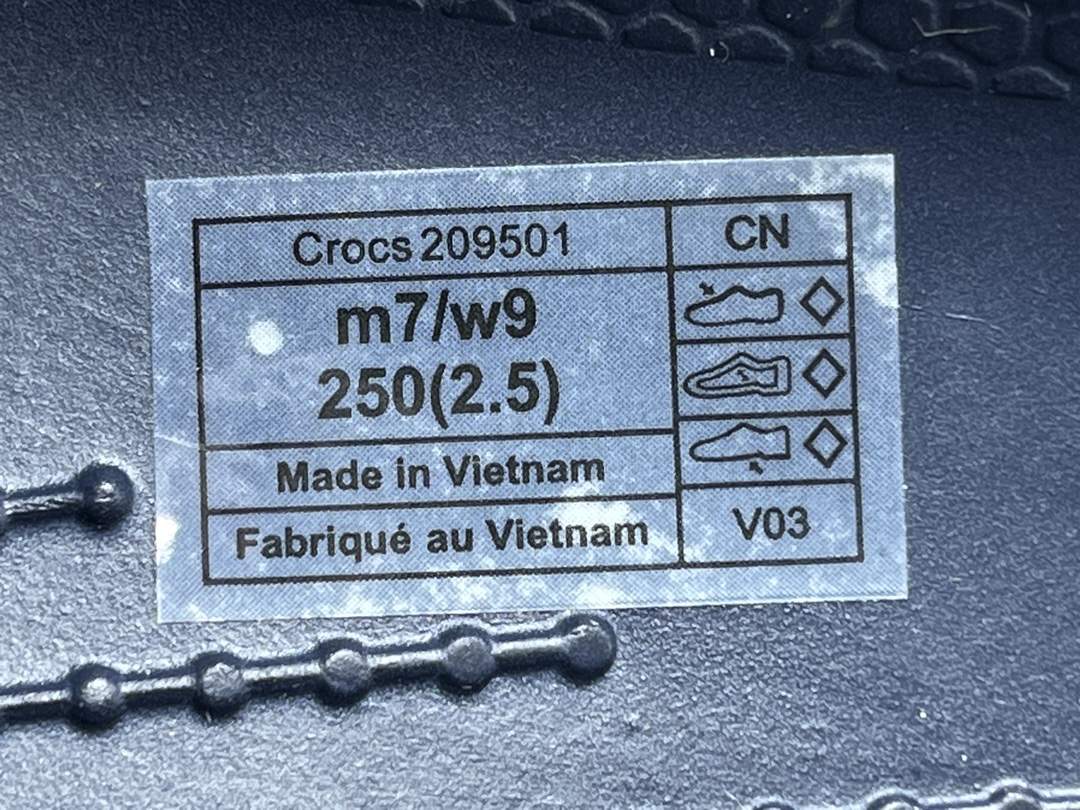 Crocs 209501
CN
m7/w9
250(2.5)
Made in Vietnam
Fabriqué au Vietnam
V03